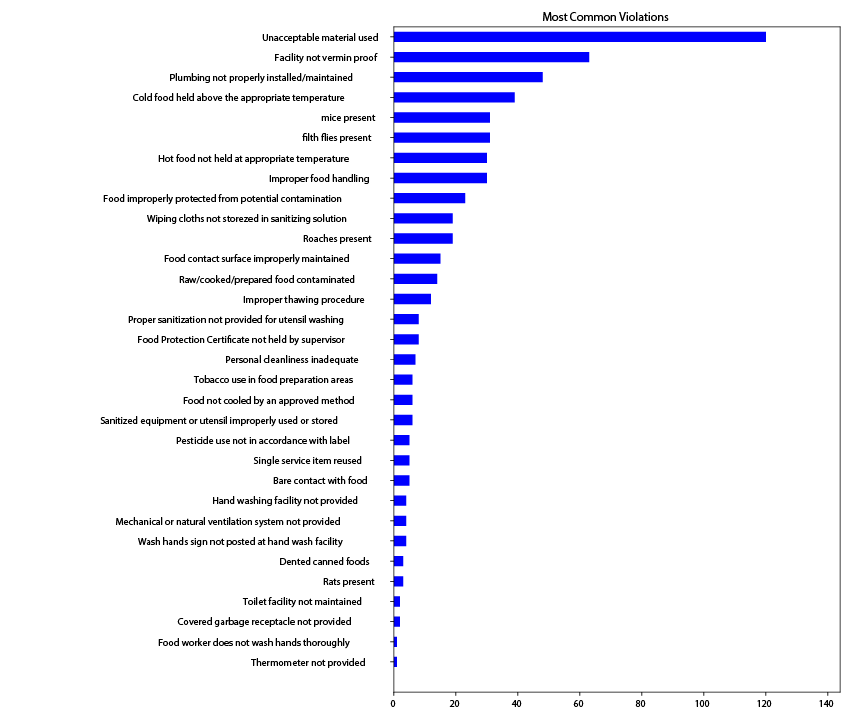 Most Common Violations
Unacceptable material used
Facility not vermin proof
Plumbing not properly installed/maintained
Cold food held above the appropriate temperature
mice present
filth flies present
Hot food not held at appropriate temperature
Improper food handling
Food improperly protected from potential contamination
Wiping cloths not storezed in sanitizing solution
Roaches present
Food contact surface improperly maintained
Raw/cooked/prepared food contaminated
Improper thawing procedure
Proper sanitization not provided for utensil washing
Food Protection Certificate not held by supervisor
Personal cleanliness inadequate
Tobacco use in food preparation areas
Food not cooled by an approved method
Sanitized equipment or utensil improperly used or stored
Pesticide use not in accordance with label
Single service item reused
Bare contact with food
Hand washing facility not provided
Mechanical or natural ventilation system not provided
Wash hands sign not posted at hand wash facility
Dented canned foods
Rats present
Toilet facility not maintained
Covered garbage receptacle not provided
Food worker does not wash hands thoroughly
Thermometer not provided
0 20 40 60 80 100 120 140